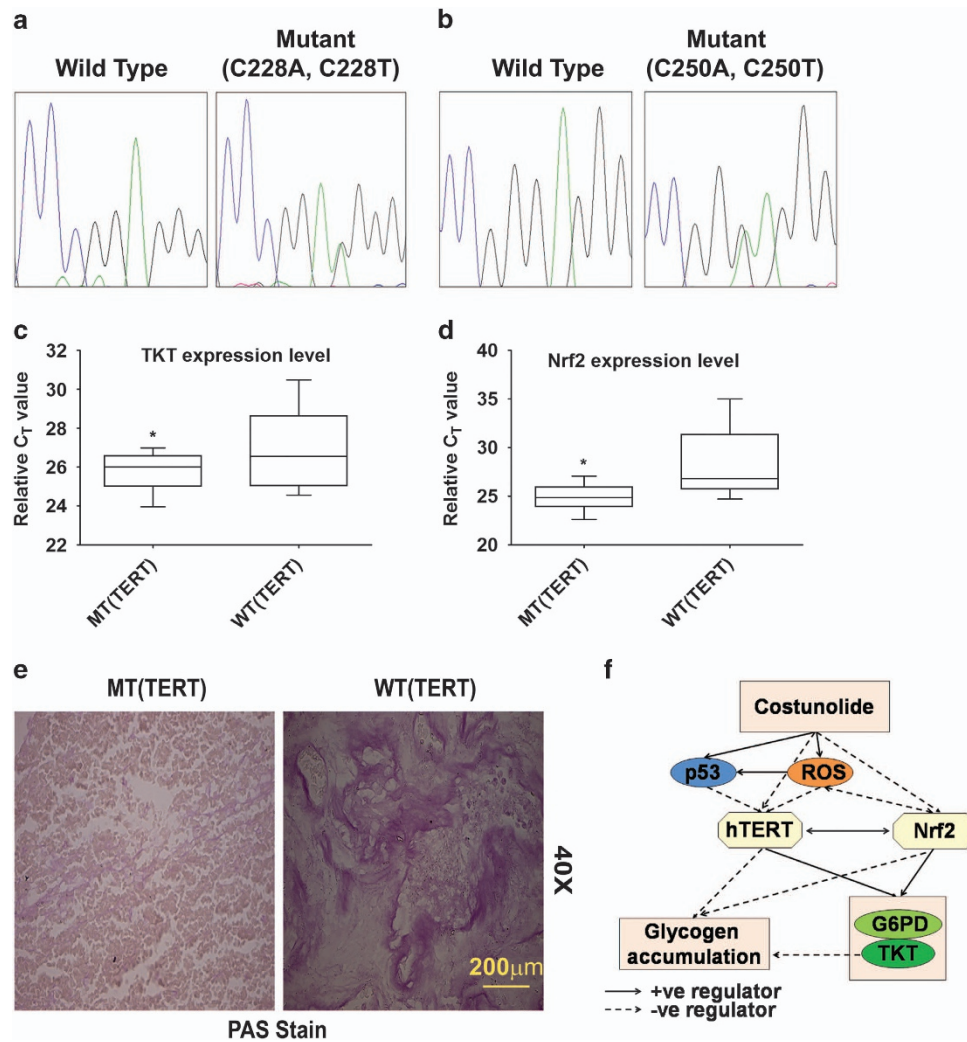 a
Wild Type
Mutant
(C228A, C228T)
b
Wild Type
Mutant
(C250A, C250T)
c
TKT expression level
Relative CT value
32
30
28
26
24
22
*
MT(TERT)
WT(TERT)
d
Nrf2 expression level
Relative CT value
40
35
30
25
20
*
MT(TERT)
WT(TERT)
e
MT(TERT)
WT(TERT)
40X
200µm
PAS Stain
f
Costunolide
p53
ROS
hTERT
Nrf2
G6PD
TKT
Glycogen
accumulation
+ve regulator
-ve regulator